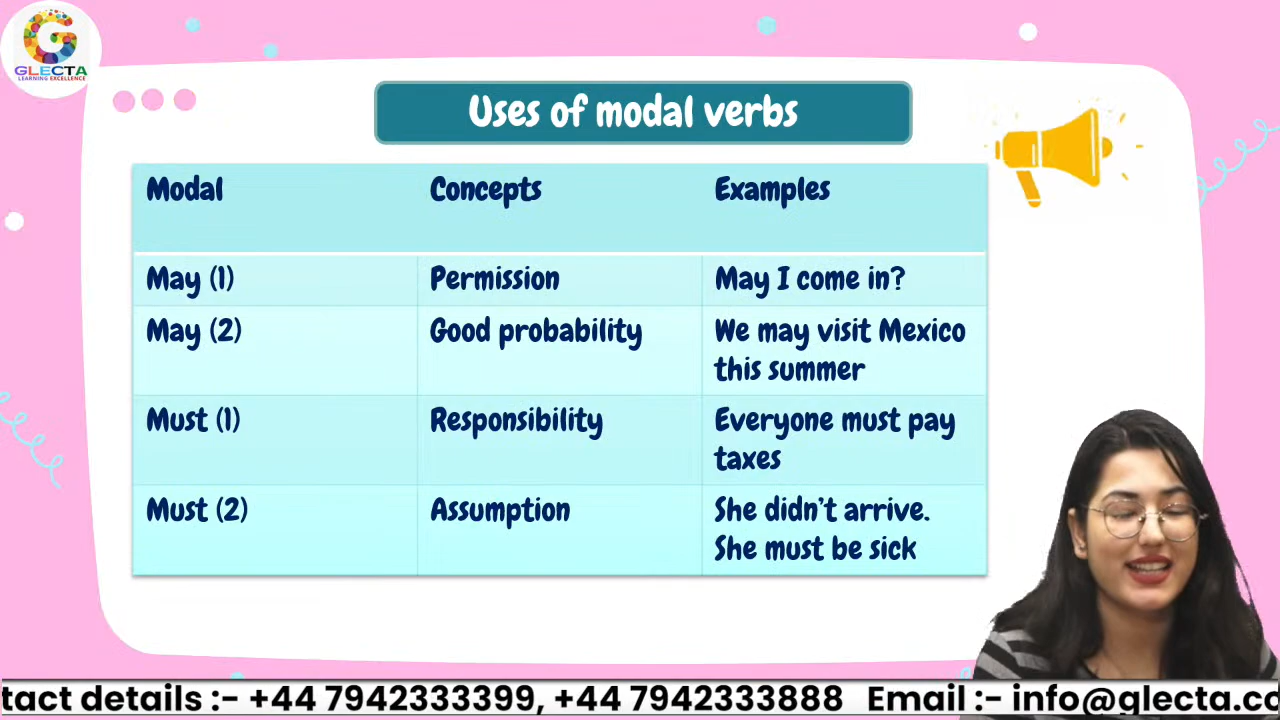 GLECTA
LEARNING EXCELLENCE
Uses of modal verbs
Modal Concepts Examples
May (1) Permission May I come in?
May (2) Good probability We may visit Mexico
this summer
Must (1) Responsibility Everyone must pay
taxes
Must (2) Assumption She didn't arrive.
She must be sick
tact details :- +44 7942333399, +44 7942333888 Email :- info@glecta.co